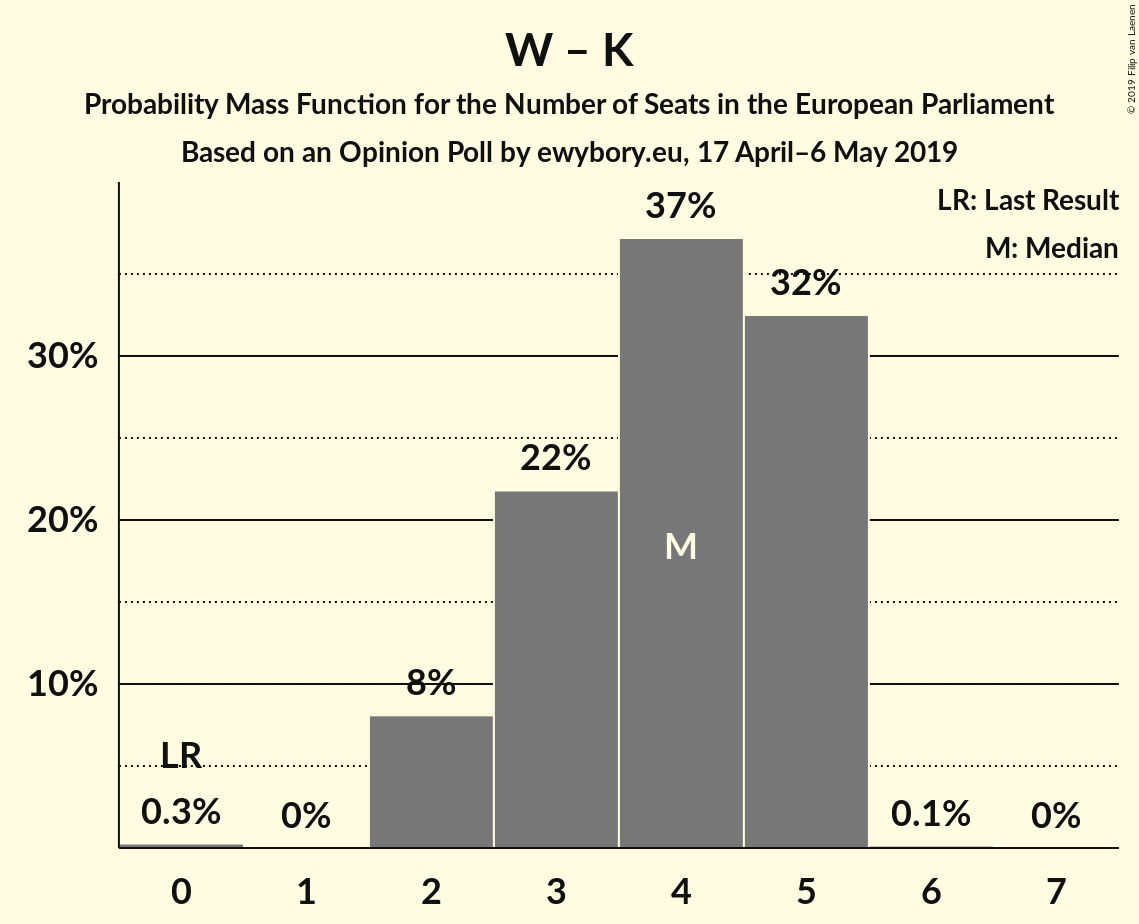 W – K
Probability Mass Function for the Number of Seats in the European Parliament
Based on an Opinion Poll by ewybory.eu, 17 April–6 May 2019
© 2019 Filip van Laenen
LR: Last Result
M: Median
37%
32%
30%
22%
20%
M
8%
10%
LR
0.3%
0%
0.1%
0%
0
1
2
3
4
5
6
7